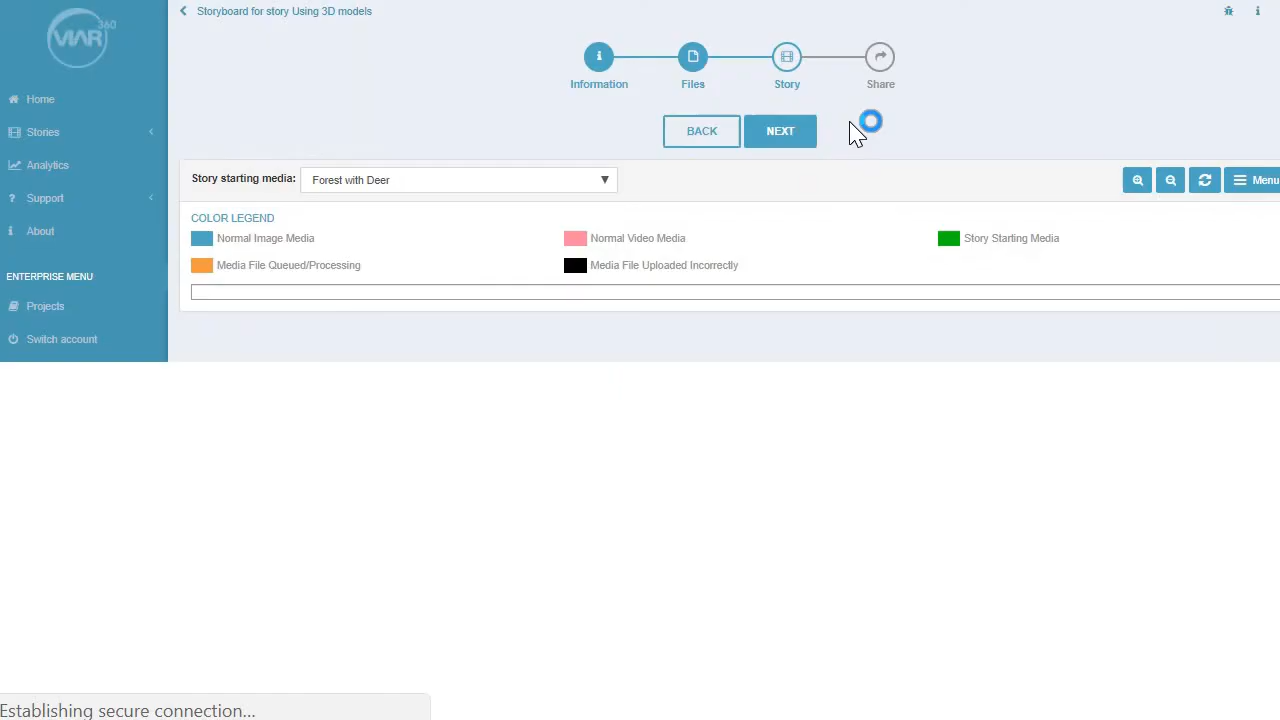 VIAR 360
Storyboard for story Using 3D models
Information
Files
Story
Share
BACK
NEXT
Home
Stories
Analytics
Support
About
ENTERPRISE MENU
Projects
Switch account
Story starting media:
Forest with Deer
Menu
COLOR LEGEND
Normal Image Media
Normal Video Media
Story Starting Media
Media File Queued/Processing
Media File Uploaded Incorrectly
Establishing secure connection...